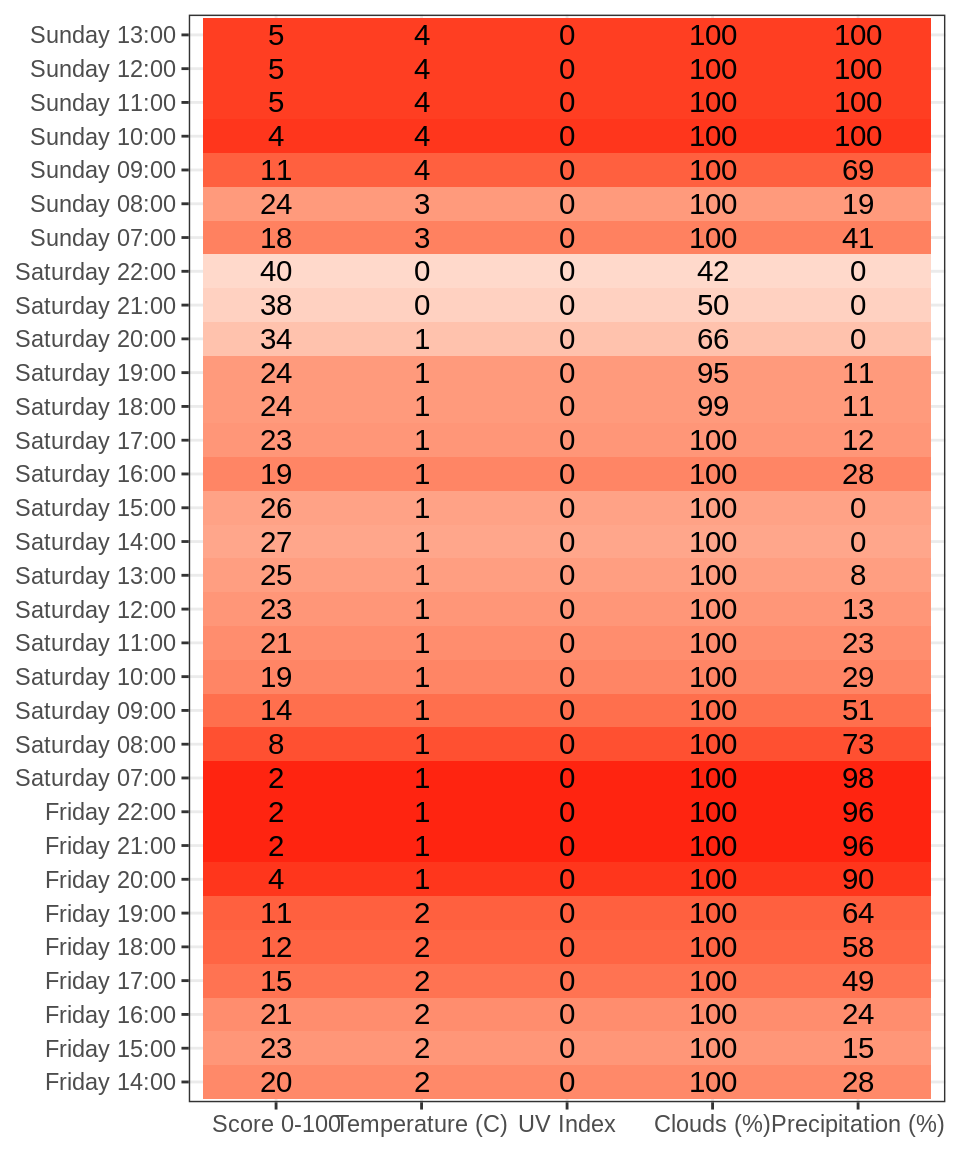 Sunday 13:00 5 4 0 100 100
Sunday 12:00 5 4 0 100 100
Sunday 11:00 5 4 0 100 100
Sunday 10:00 4 4 0 100 100
Sunday 09:00 11 4 0 100 69
Sunday 08:00 24 3 0 100 19
Sunday 07:00 18 3 0 100 41
Saturday 22:00 40 0 0 42 0
Saturday 21:00 38 0 0 50 0
Saturday 20:00 34 1 0 66 0
Saturday 19:00 24 1 0 95 11
Saturday 18:00 24 1 0 99 11
Saturday 17:00 23 1 0 100 12
Saturday 16:00 19 1 0 100 28
Saturday 15:00 26 1 0 100 0
Saturday 14:00 27 1 0 100 0
Saturday 13:00 25 1 0 100 8
Saturday 12:00 23 1 0 100 13
Saturday 11:00 21 1 0 100 23
Saturday 10:00 19 1 0 100 29
Saturday 09:00 14 1 0 100 51
Saturday 08:00 8 1 0 100 73
Saturday 07:00 2 1 0 100 98
Friday 22:00 2 1 0 100 96
Friday 21:00 2 1 0 100 96
Friday 20:00 4 1 0 100 90
Friday 19:00 11 2 0 100 64
Friday 18:00 12 2 0 100 58
Friday 17:00 15 2 0 100 49
Friday 16:00 21 2 0 100 24
Friday 15:00 23 2 0 100 15
Friday 14:00 20 2 0 100 28
Score 0-100 Temperature (C) UV Index Clouds (%) Precipitation (%)